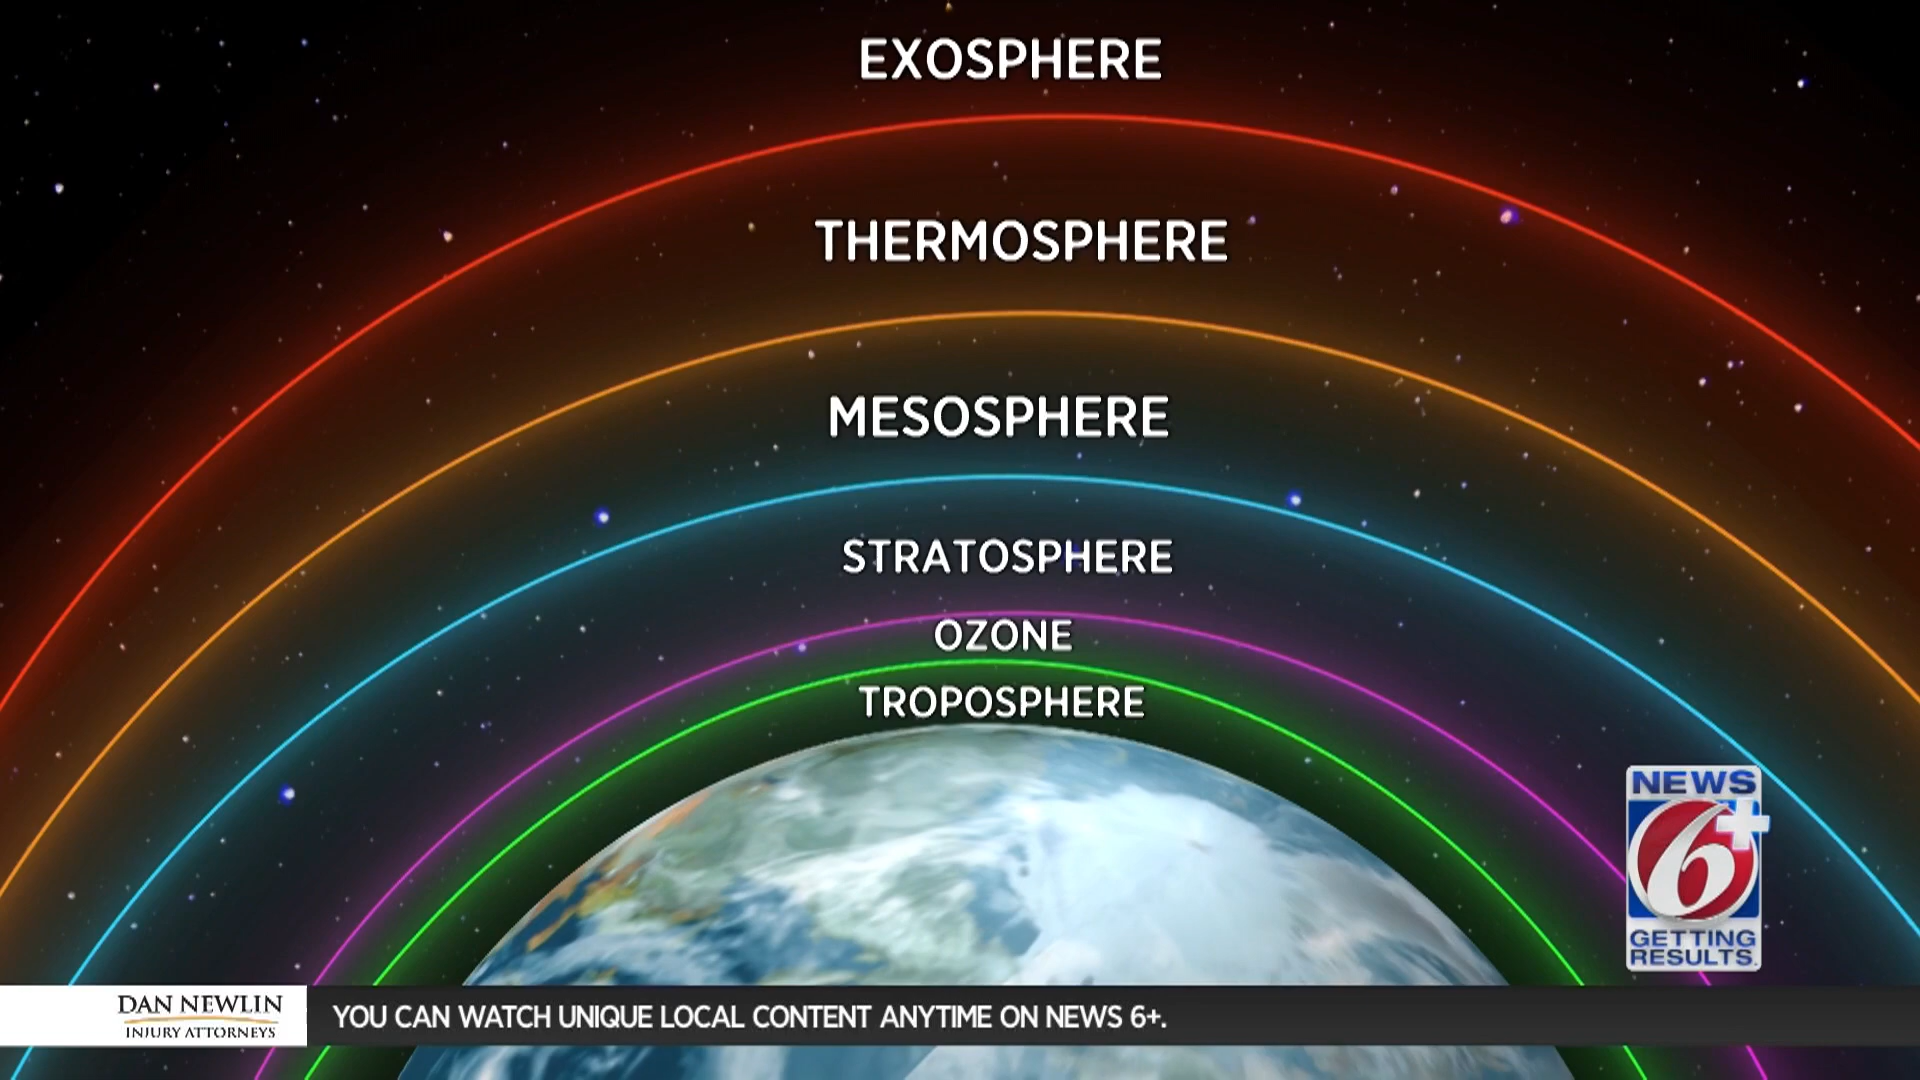 EXOSPHERE
THERMOSPHERE
MESOSPHERE
STRATOSPHERE
OZONE
TROPOSPHERE
NEWS
6+
GETTING
RESULTS.
DAN NEWLIN
INJURY ATTORNEYS
YOU CAN WATCH UNIQUE LOCAL CONTENT ANYTIME ON NEWS 6+.